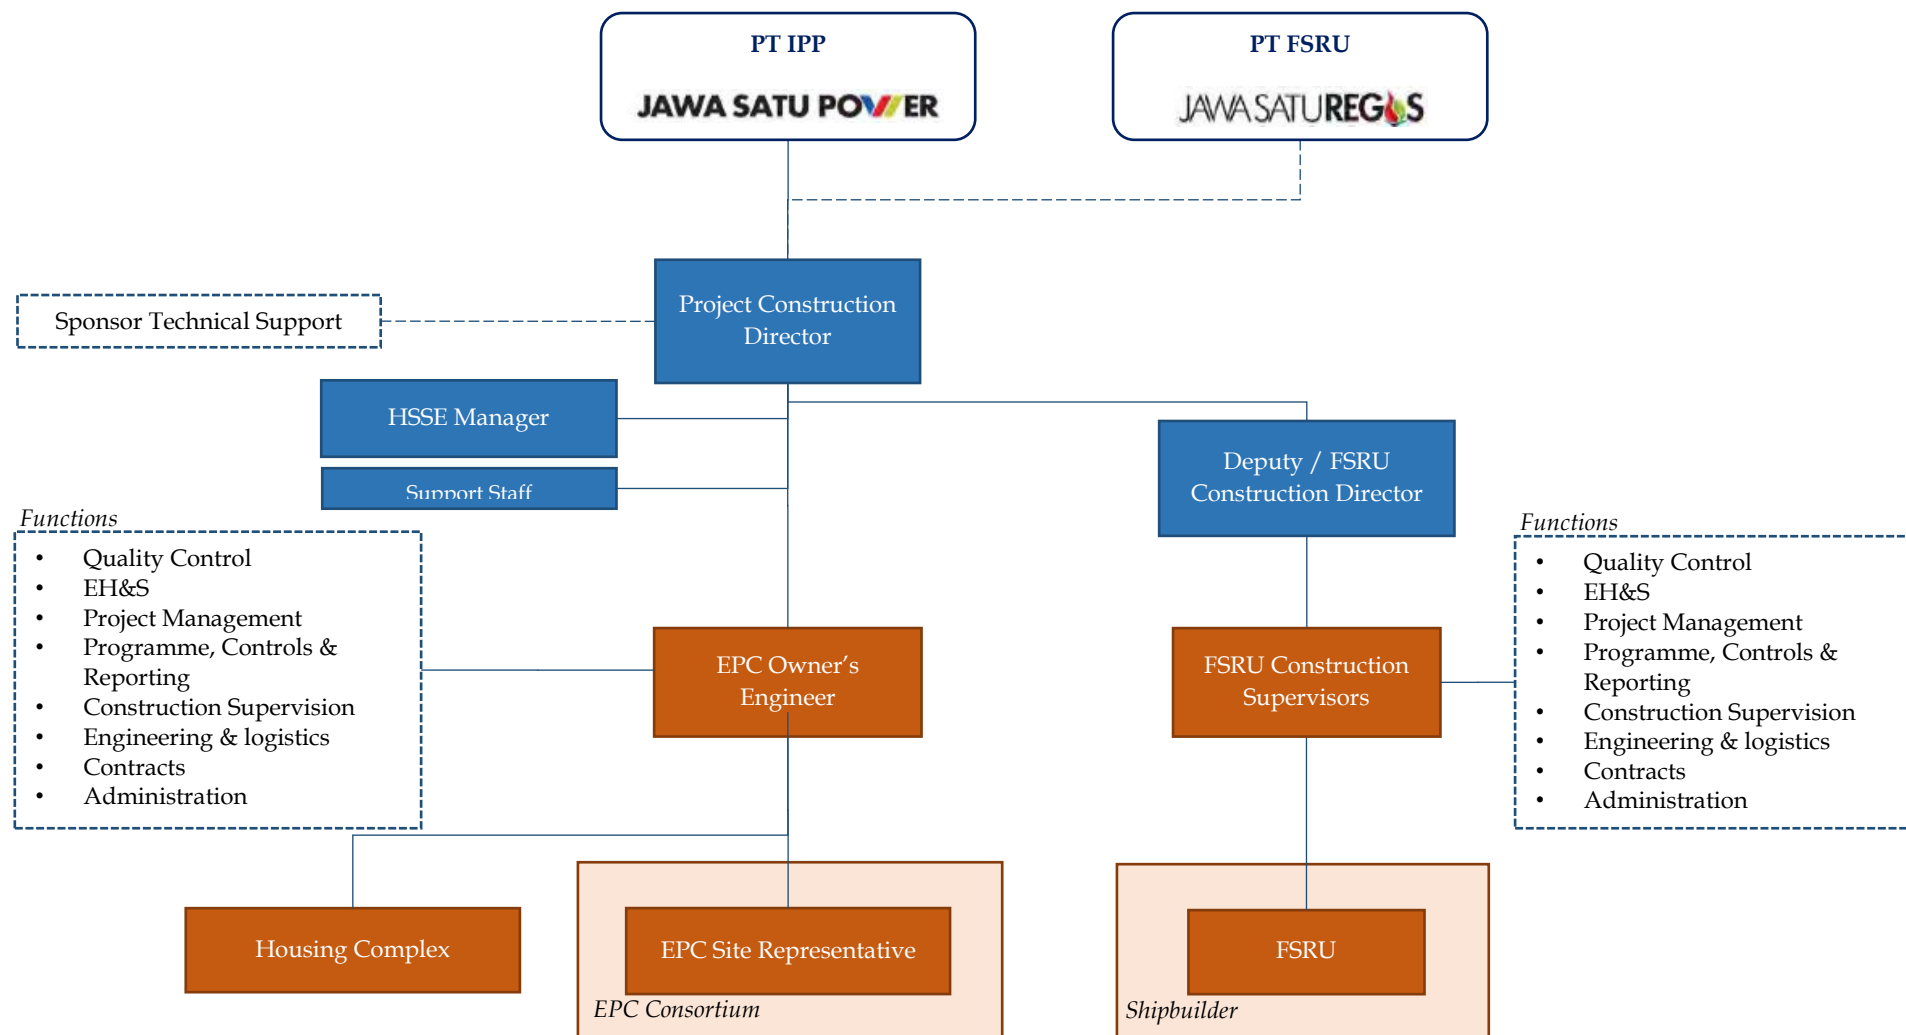 PT IPP
JAWA SATU POWER
PT FSRU
JAWA SATUREGAS
Project Construction
Director
Sponsor Technical Support
HSSE Manager
Support Staff
Deputy / FSRU
Construction Director
Functions
• Quality Control
• EH&S
• Project Management
• Programme, Controls &
Reporting
• Construction Supervision
• Engineering & logistics
• Contracts
• Administration
EPC Owner’s
Engineer
FSRU Construction
Supervisors
Functions
• Quality Control
• EH&S
• Project Management
• Programme, Controls &
Reporting
• Construction Supervision
• Engineering & logistics
• Contracts
• Administration
Housing Complex
EPC Site Representative
EPC Consortium
FSRU
Shipbuilder